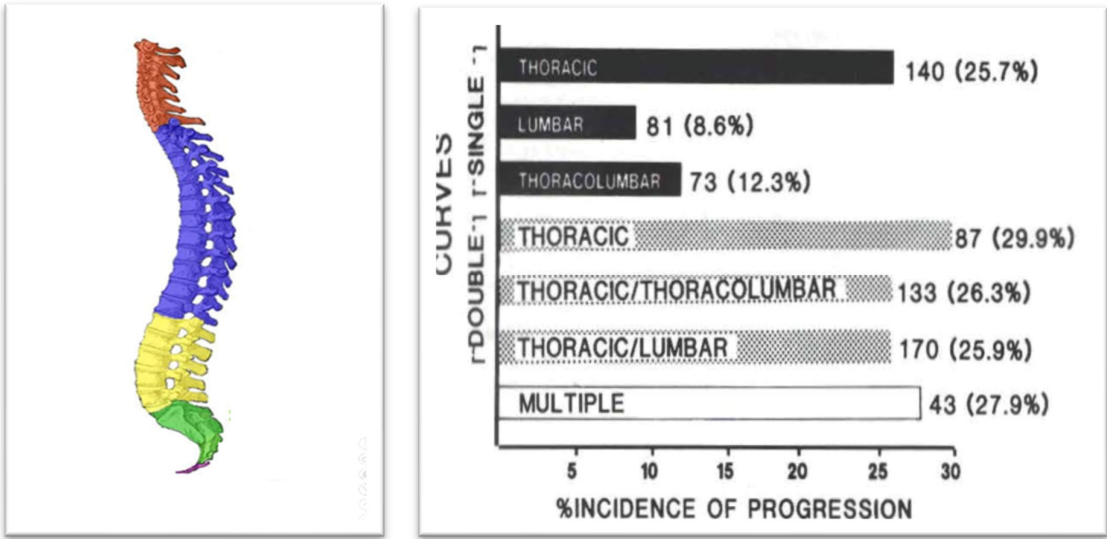 CURVES
SINGLE
DOUBLE
THORACIC
140 (25.7%)
LUMBAR
81 (8.6%)
THORACOLUMBAR
73 (12.3%)
THORACIC
87 (29.9%)
THORACIC/THORACOLUMBAR
133 (26.3%)
THORACIC/LUMBAR
170 (25.9%)
MULTIPLE
43 (27.9%)
5 10 15 20 25 30
%INCIDENCE OF PROGRESSION